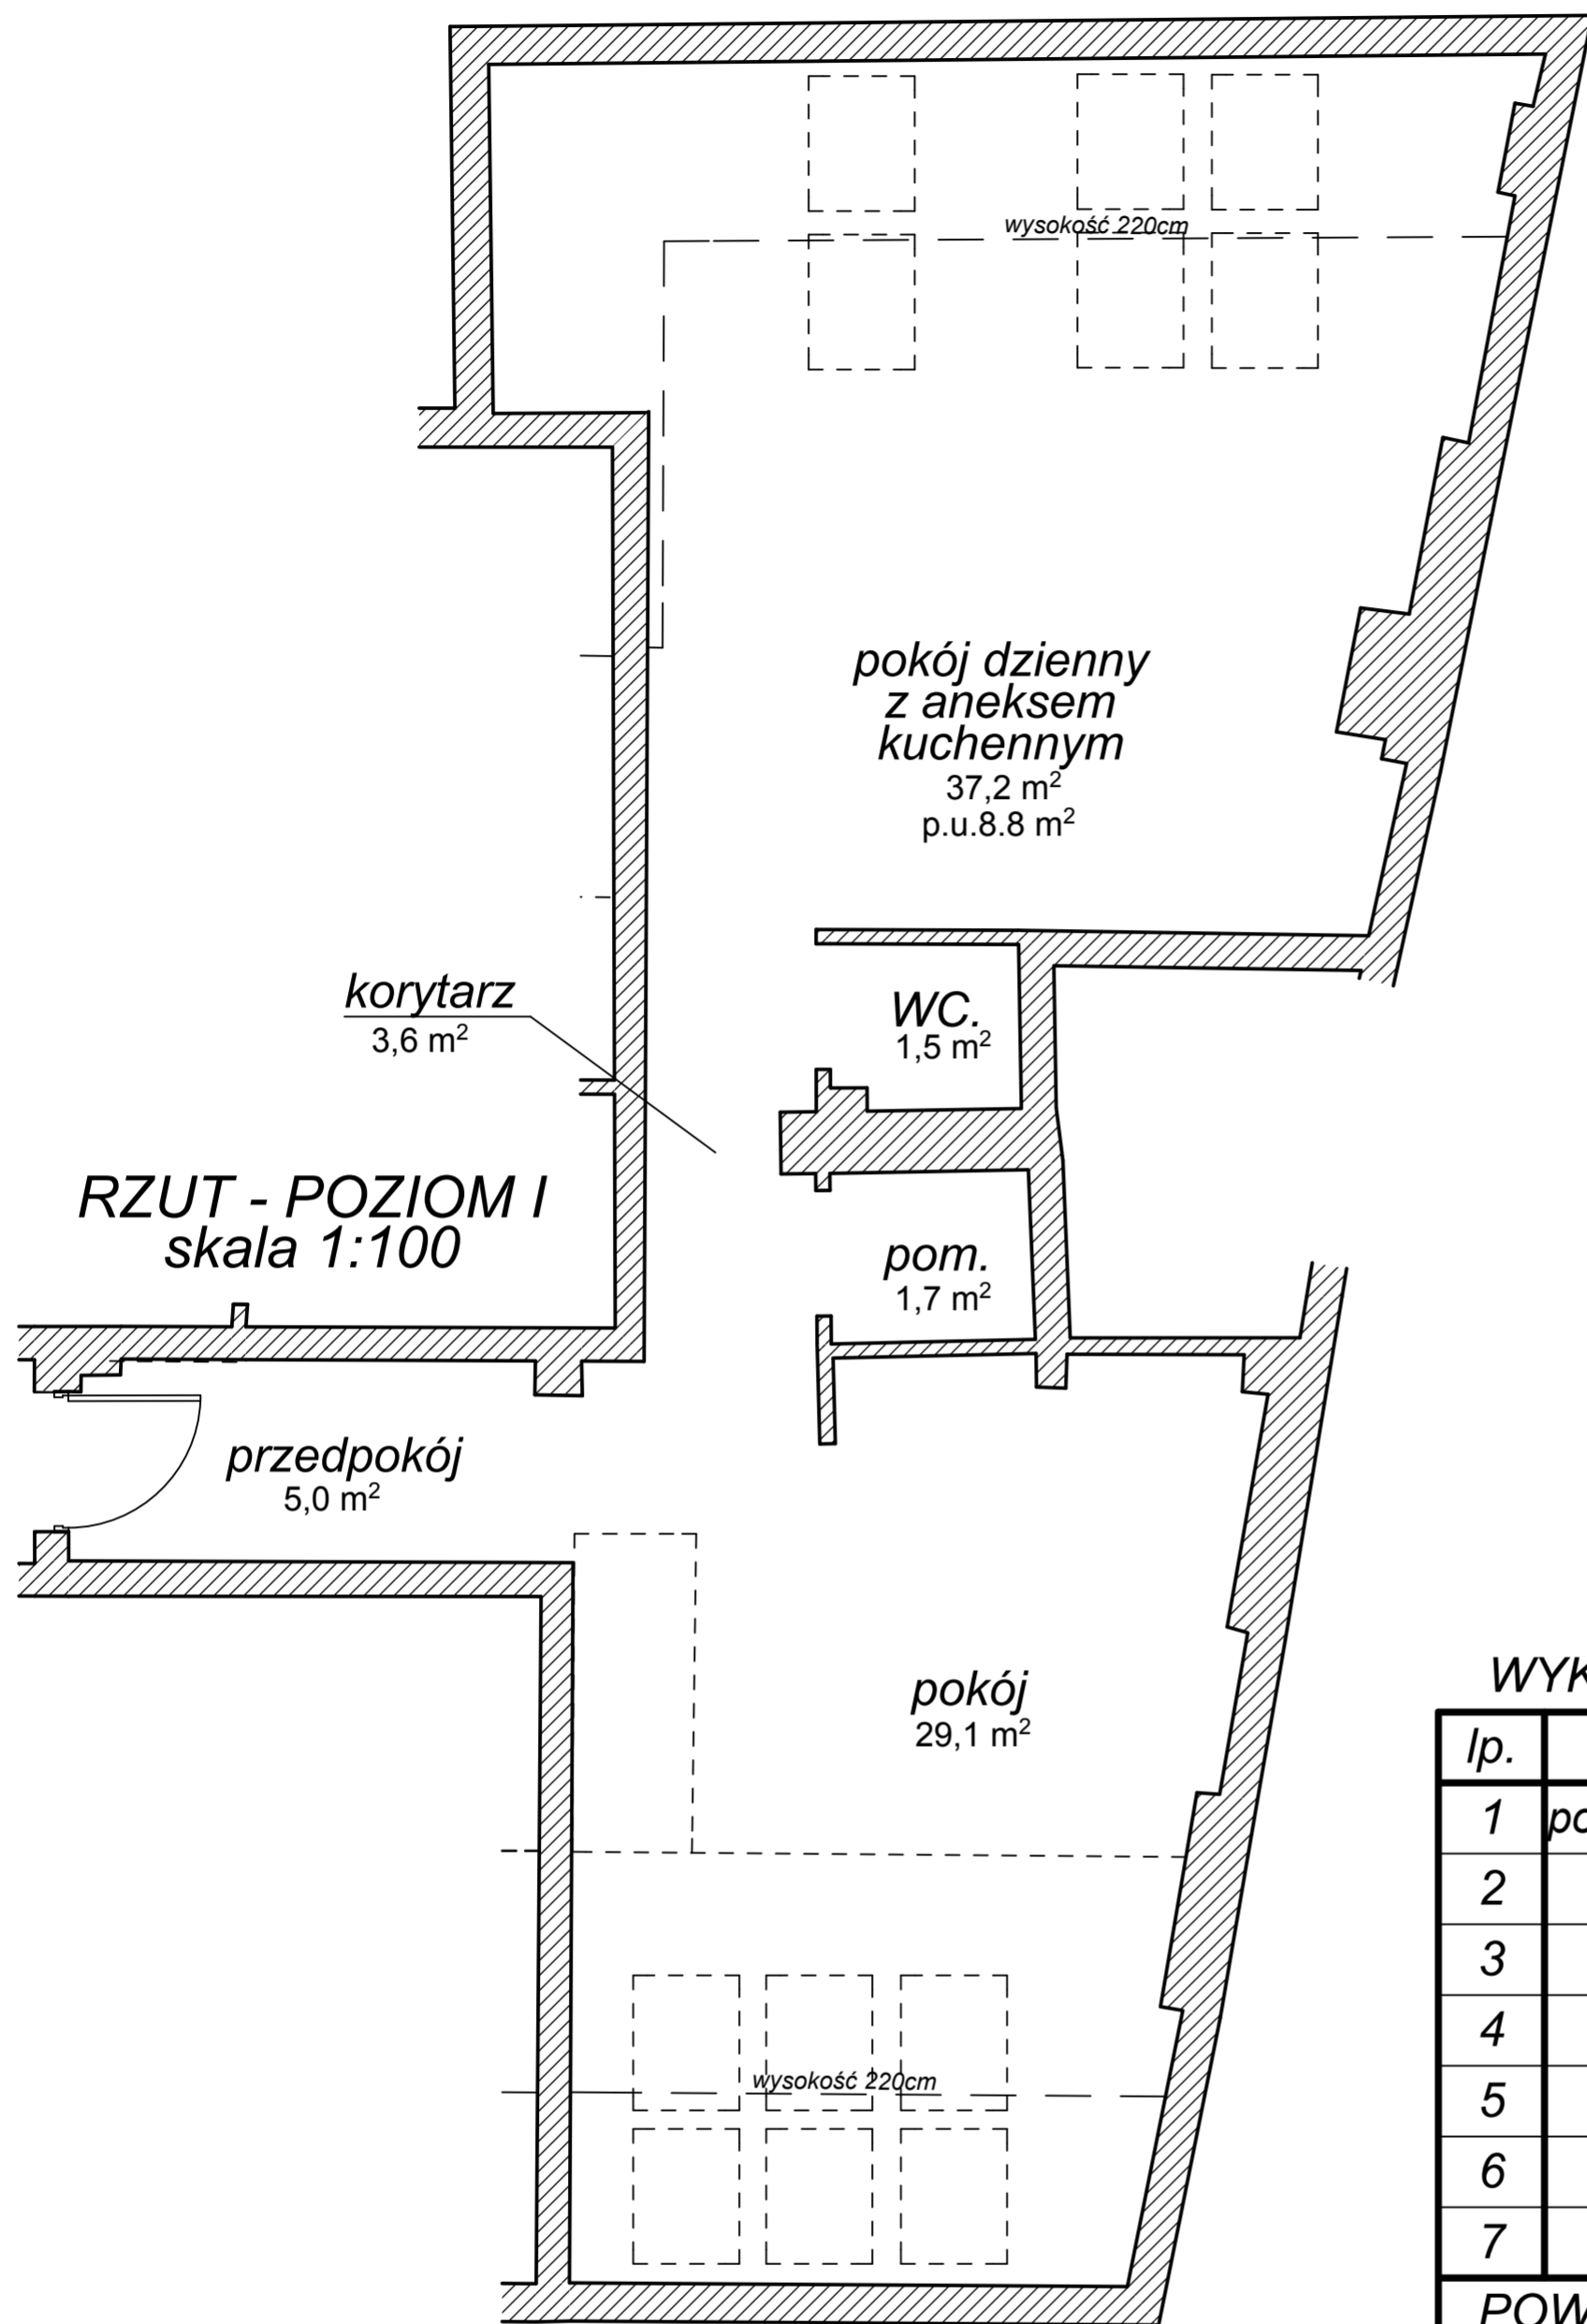 wysokość 220cm
pokój dzienny
z aneksem
kuchennym
37,2 m²
p.u.8.8 m²
korytarz
3,6 m²
WC.
1,5 m²
RZUT - POZIOM I
skala 1:100
pom.
1,7 m²
przedpokój
5,0 m²
pokój
29,1 m²
wysokość 220cm
lp.
1
2
3
4
5
6
7